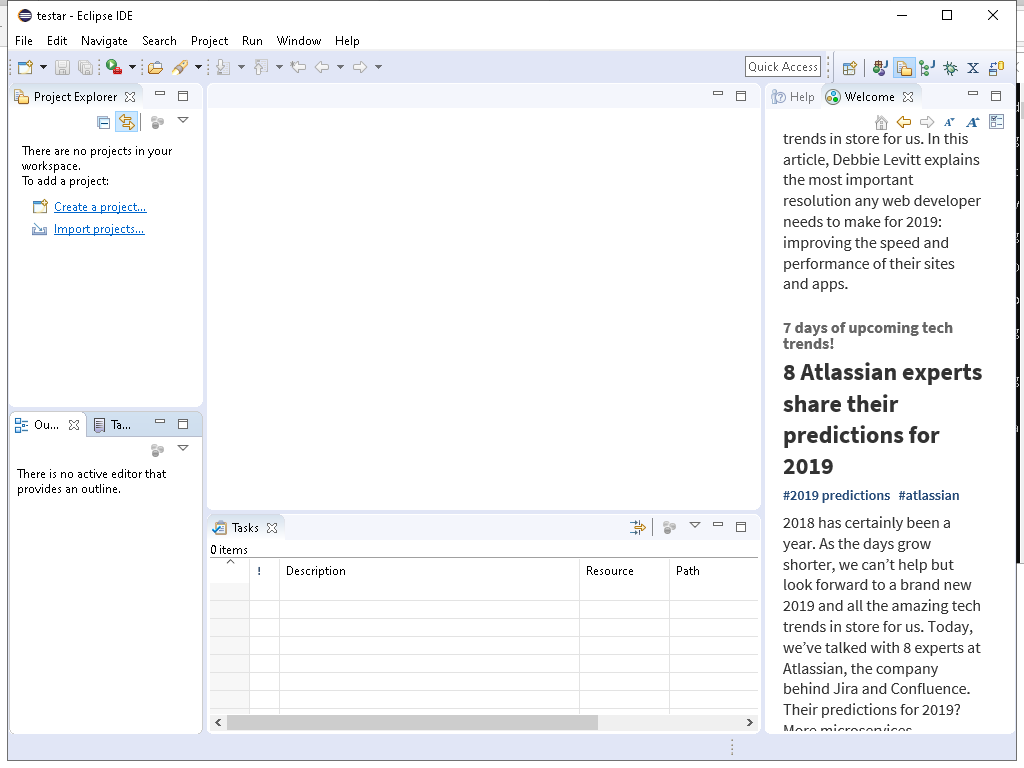 testar - Eclipse IDE
File Edit Navigate Search Project Run Window Help
Quick Access
Project Explorer
There are no projects in your
workspace.
To add a project:
Create a project...
Import projects...
Ou...
Ta...
There is no active editor that
provides an outline.
Tasks
0 items
! Description Resource Path
Help
Welcome
trends in store for us. In this
article, Debbie Levitt explains
the most important
resolution any web developer
needs to make for 2019:
improving the speed and
performance of their sites
and apps.
7 days of upcoming tech
trends!
8 Atlassian experts
share their
predictions for
2019
#2019 predictions #atlassian
2018 has certainly been a
year. As the days grow
shorter, we can’t help but
look forward to a brand new
2019 and all the amazing tech
trends in store for us. Today,
we’ve talked with 8 experts at
Atlassian, the company
behind Jira and Confluence.
Their predictions for 2019?
More microservices